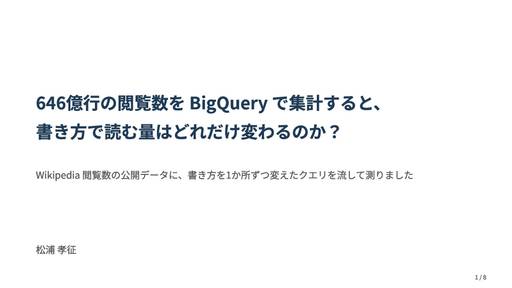 646億行の閲覧数を BigQuery で集計すると、
書き方で読む量はどれだけ変わるのか？
Wikipedia 閲覧数の公開データに、書き方を1か所ずつ変えたクエリを流して測りました
松浦 孝征
1 / 8